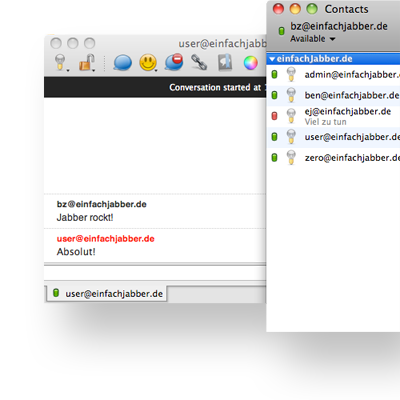 user@einfachjabb
Conversation started at
bz@einfachjabber.de
Jabber rockt!
user@einfachjabber.de
Absolut!
user@einfachjabber.de
Contacts
bz@einfachjabber.de
Available
einfachJabber.de
admin@einfachjabber.
ben@einfachjabber.de
ej@einfachjabber.de
Viel zu tun
user@einfachjabber.de
zero@einfachjabber.de